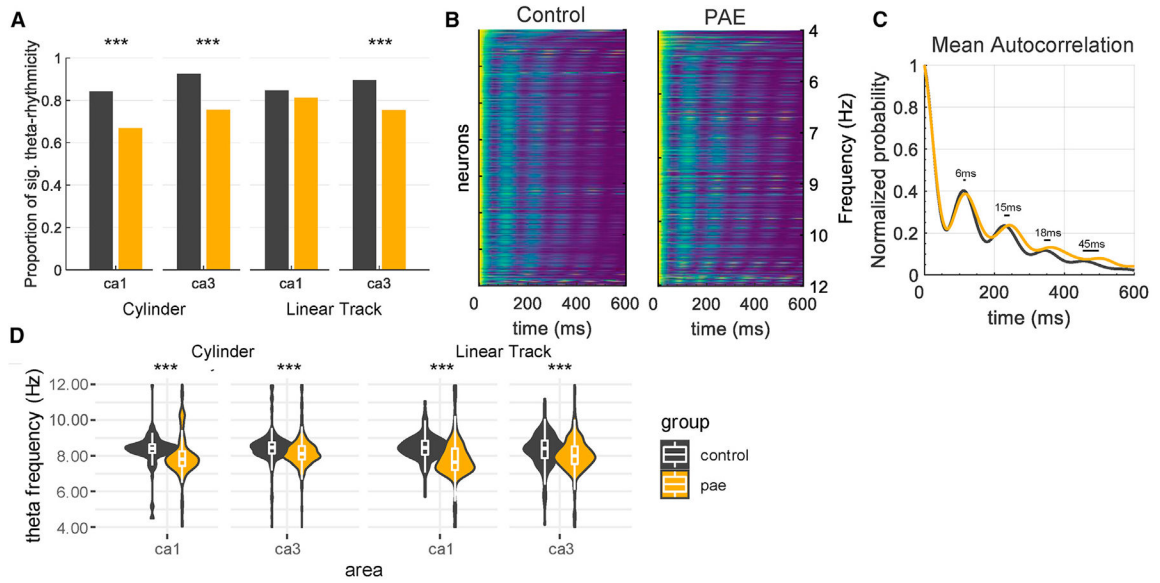 A
*** *** ***
Proportion of sig. theta-rhythmicity
1
0.8
0.6
0.4
0.2
0
ca1 ca3 ca1 ca3
Cylinder Linear Track
B
Control PAE
neurons
0 200 400 600
time (ms)
0 200 400 600
time (ms)
4
6
7
9
10
12
Frequency (Hz)
C
Mean Autocorrelation
Normalized probability
1
0.8
0.6
0.4
0.2
0
6ms
15ms
18ms
45ms
0 200 400 600
time (ms)
D
Cylinder Linear Track
*** *** *** ***
theta frequency (Hz)
12.00
10.00
8.00
6.00
4.00
ca1 ca3 ca1 ca3
area
group
control
pae